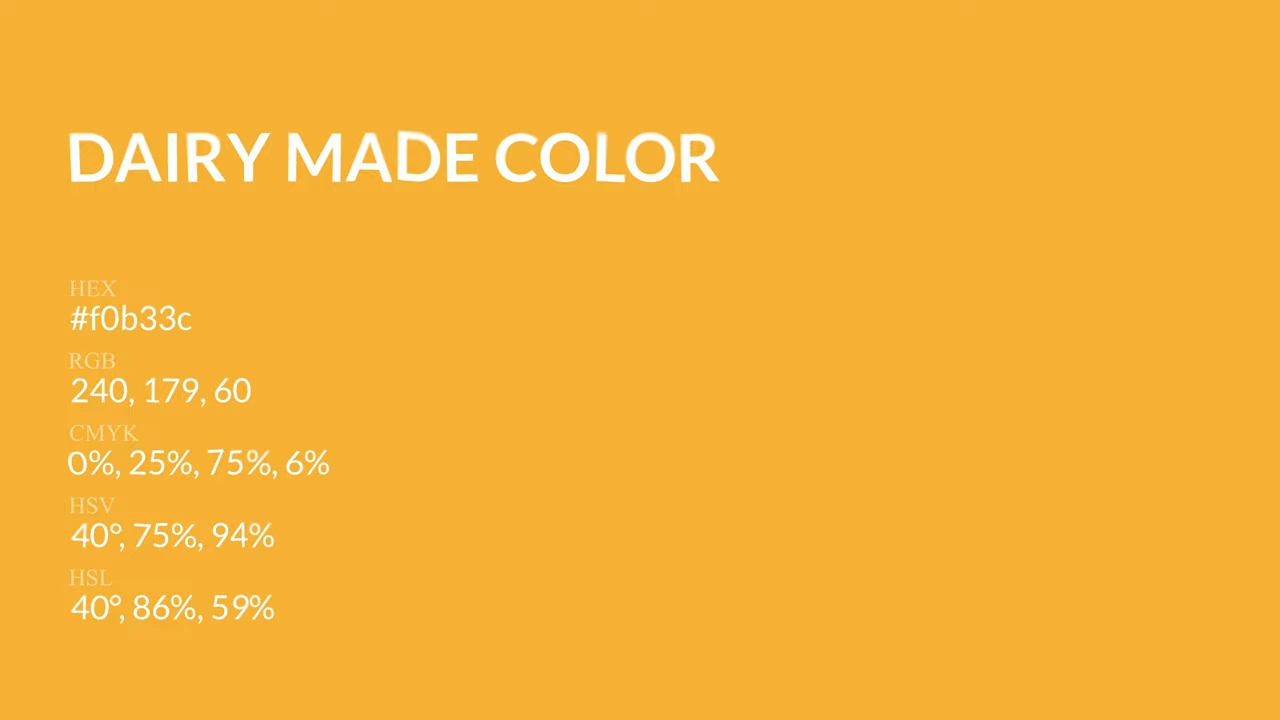 DAIRY MADE COLOR
HEX
#f0b33c
RGB
240, 179, 60
CMYK
0%, 25%, 75%, 6%
HSV
40°, 75%, 94%
HSL
40°, 86%, 59%